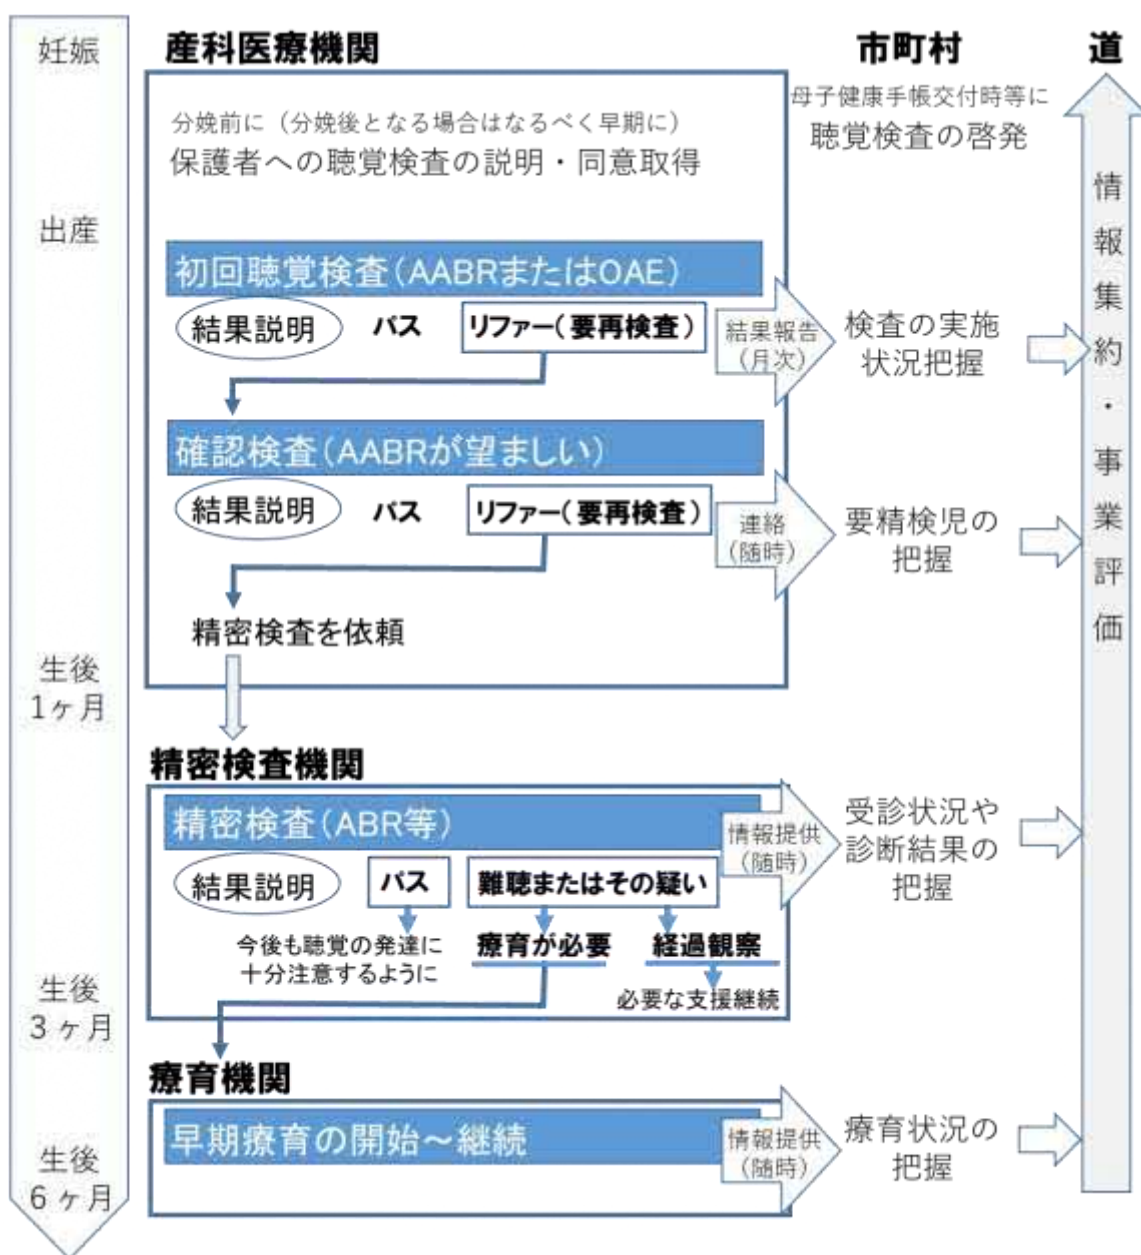 妊娠
産科医療機関
市町村
道
母子健康手帳交付時等に
聴覚検査の啓発
分娩前に（分娩後となる場合はなるべく早期に）
保護者への聴覚検査の説明・同意取得
情報集約・事業評価
出産
初回聴覚検査（AABRまたはOAE）
結果説明
パス
リファー（要再検査）
結果報告
（月次）
検査の実施
状況把握
確認検査（AABRが望ましい）
結果説明
パス
リファー（要再検査）
連絡
（随時）
要精検児の
把握
精密検査を依頼
生後
1ヶ月
精密検査機関
精密検査（ABR等）
情報提供
（随時）
受診状況や
診断結果の
把握
結果説明
パス
難聴またはその疑い
今後も聴覚の発達に
十分注意するように
療育が必要
経過観察
必要な支援継続
生後
3ヶ月
療育機関
早期療育の開始～継続
情報提供
（随時）
療育状況の
把握
生後
6ヶ月